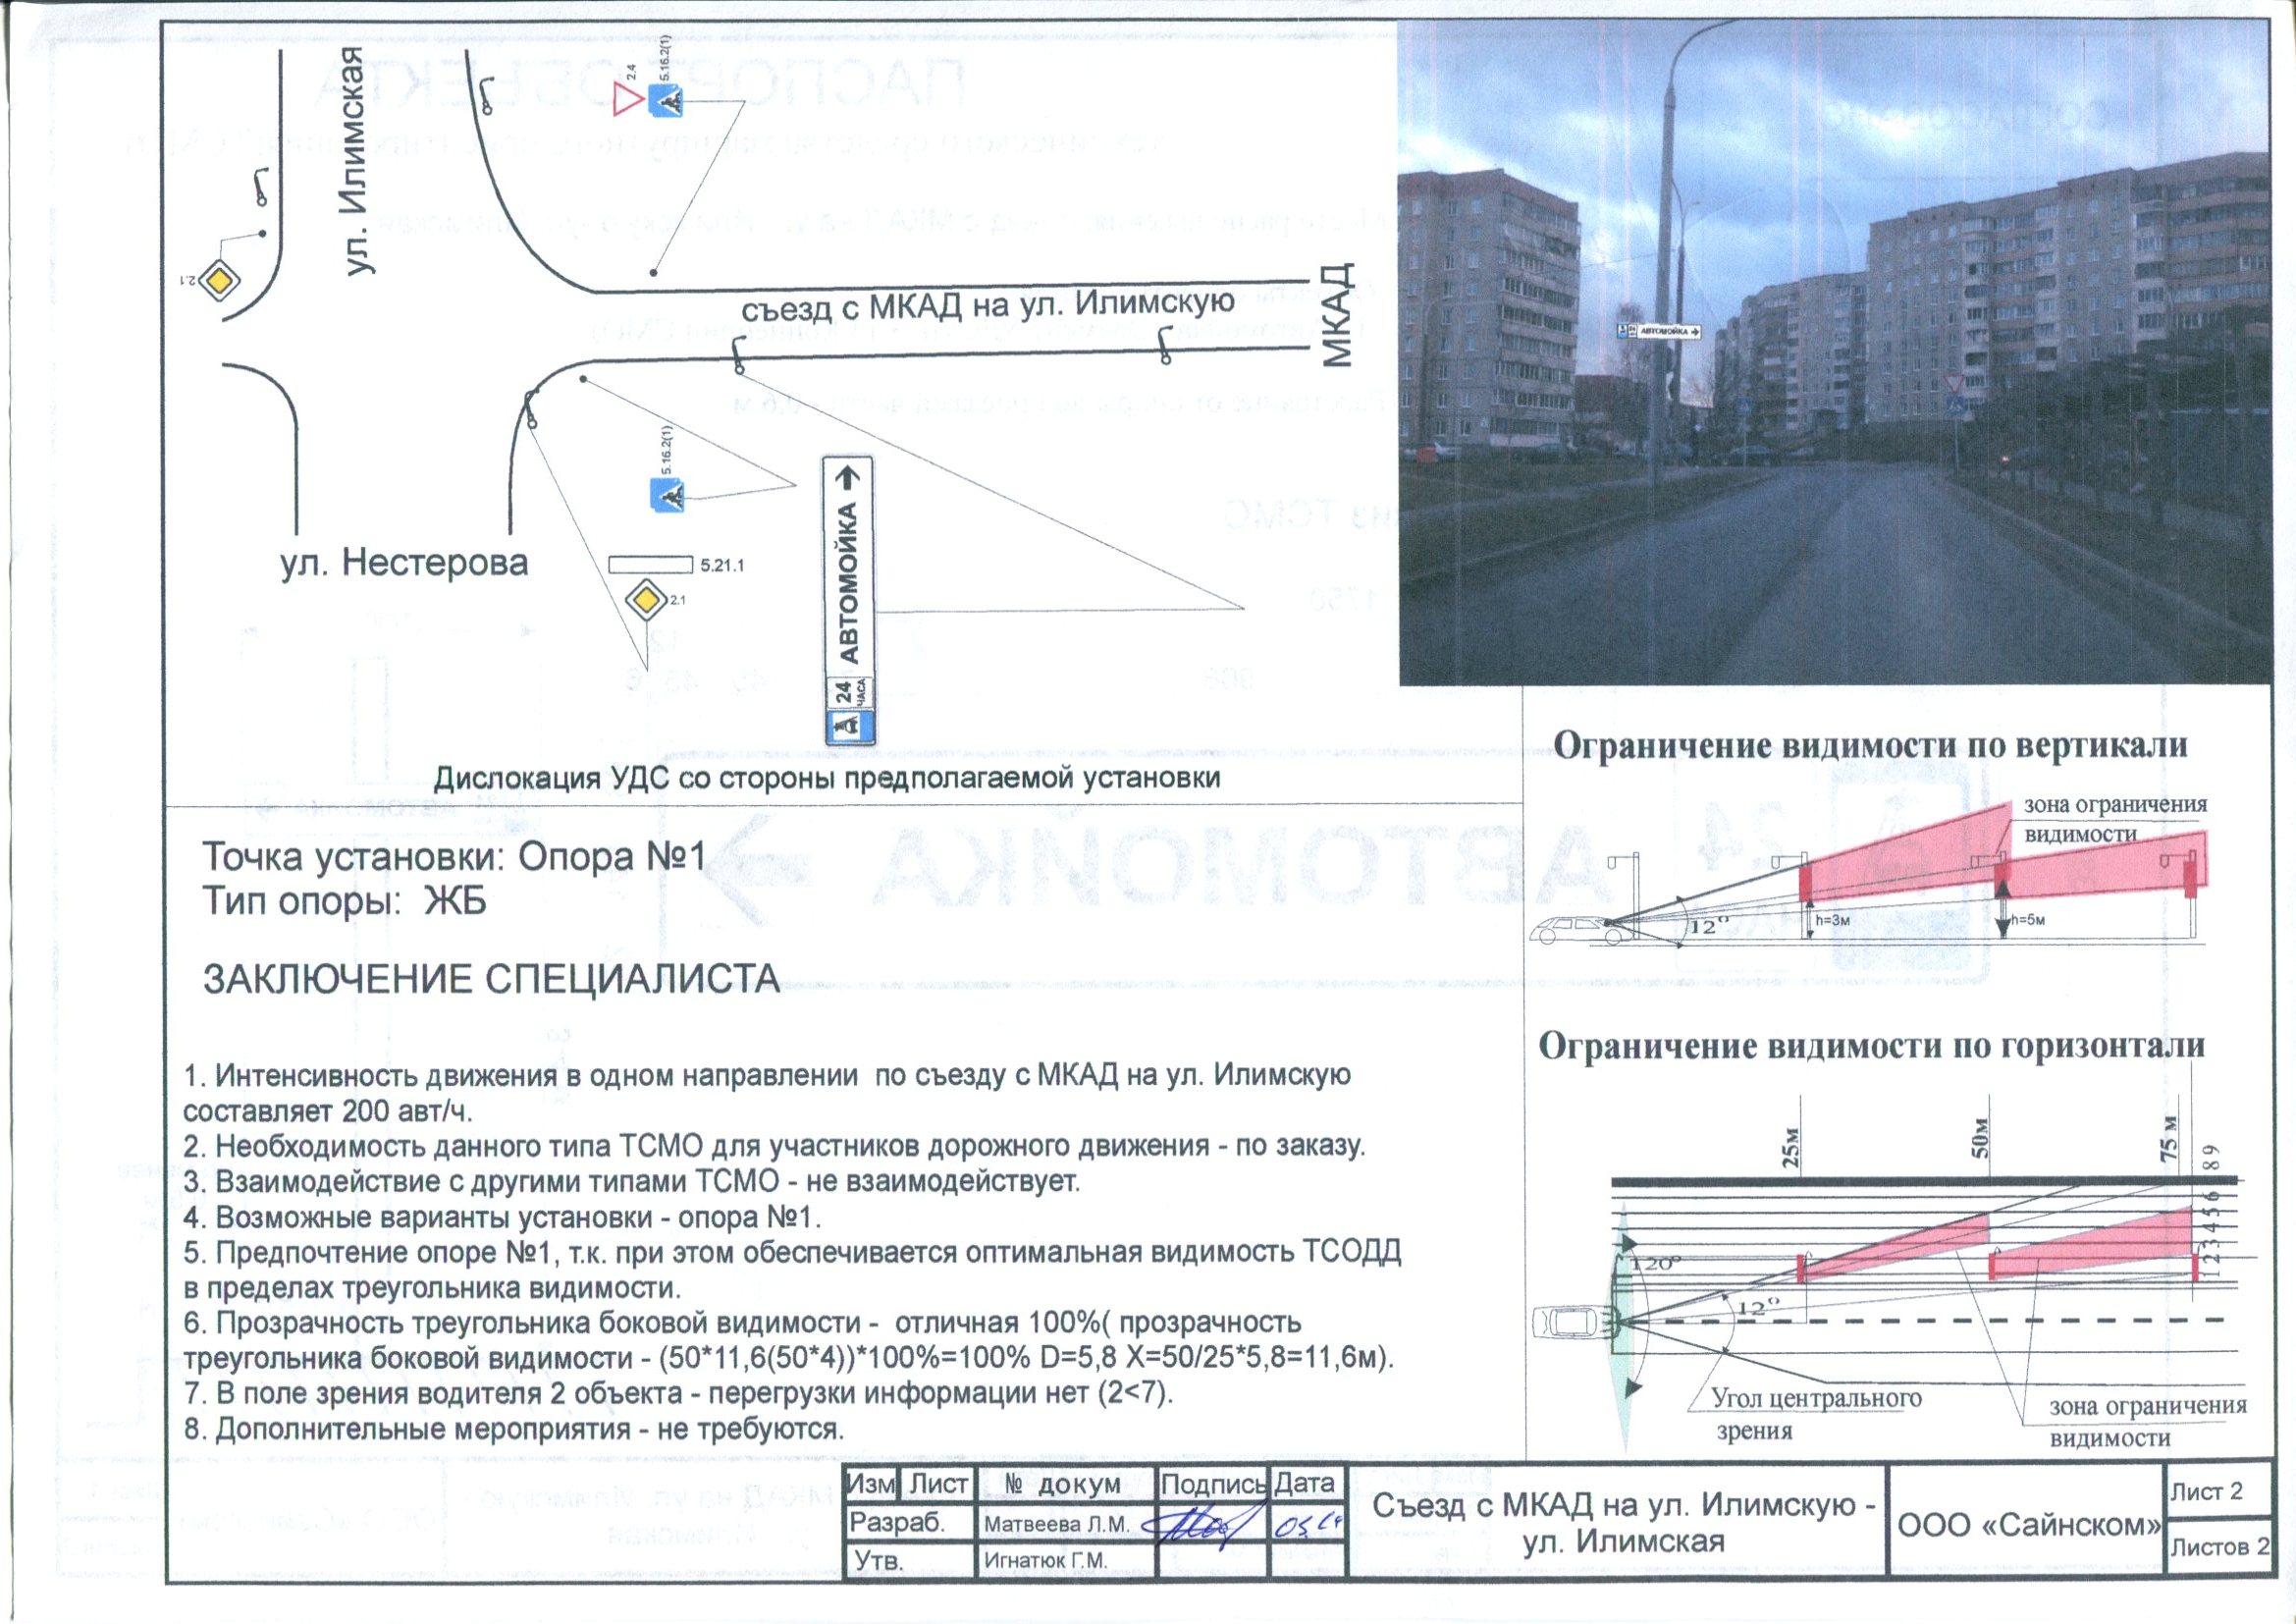 ул. Илимская
2.4
5.16.2(1)
2.1
съезд с МКАД на ул. Илимскую
МКАД
5.16.2(1)
ул. Нестерова
5.21.1
2.1
24
ЧАСА
АВТОМОЙКА
Дислокация УДС со стороны предполагаемой установки
АВТОМОЙКА
Точка установки: Опора №1
Тип опоры: ЖБ
ЗАКЛЮЧЕНИЕ СПЕЦИАЛИСТА
1. Интенсивность движения в одном направлении по съезду с МКАД на ул. Илимскую
составляет 200 авт/ч.
2. Необходимость данного типа ТСМО для участников дорожного движения - по заказу.
3. Взаимодействие с другими типами ТСМО - не взаимодействует.
4. Возможные варианты установки - опора №1.
5. Предпочтение опоре №1, т.к. при этом обеспечивается оптимальная видимость ТСОДД
в пределах треугольника видимости.
6. Прозрачность треугольника боковой видимости - отличная 100%( прозрачность
треугольника боковой видимости - (50*11,6(50*4))*100%=100% D=5,8 X=50/25*5,8=11,6м).
7. В поле зрения водителя 2 объекта - перегрузки информации нет (2<7).
8. Дополнительные мероприятия - не требуются.
Ограничение видимости по вертикали
зона ограничения
видимости
12°
h=3м
h=5м
Ограничение видимости по горизонтали
25м
50м
75 м
1 2 3 4 5 6 8 9
120°
12°
Угол центрального
зрения
зона ограничения
видимости
Изм Лист № докум Подпись Дата
Разраб. Матвеева Л.М.
Утв. Игнатюк Г.М.
Съезд с МКАД на ул. Илимскую -
ул. Илимская
ООО «Сайнском»
Лист 2
Листов 2